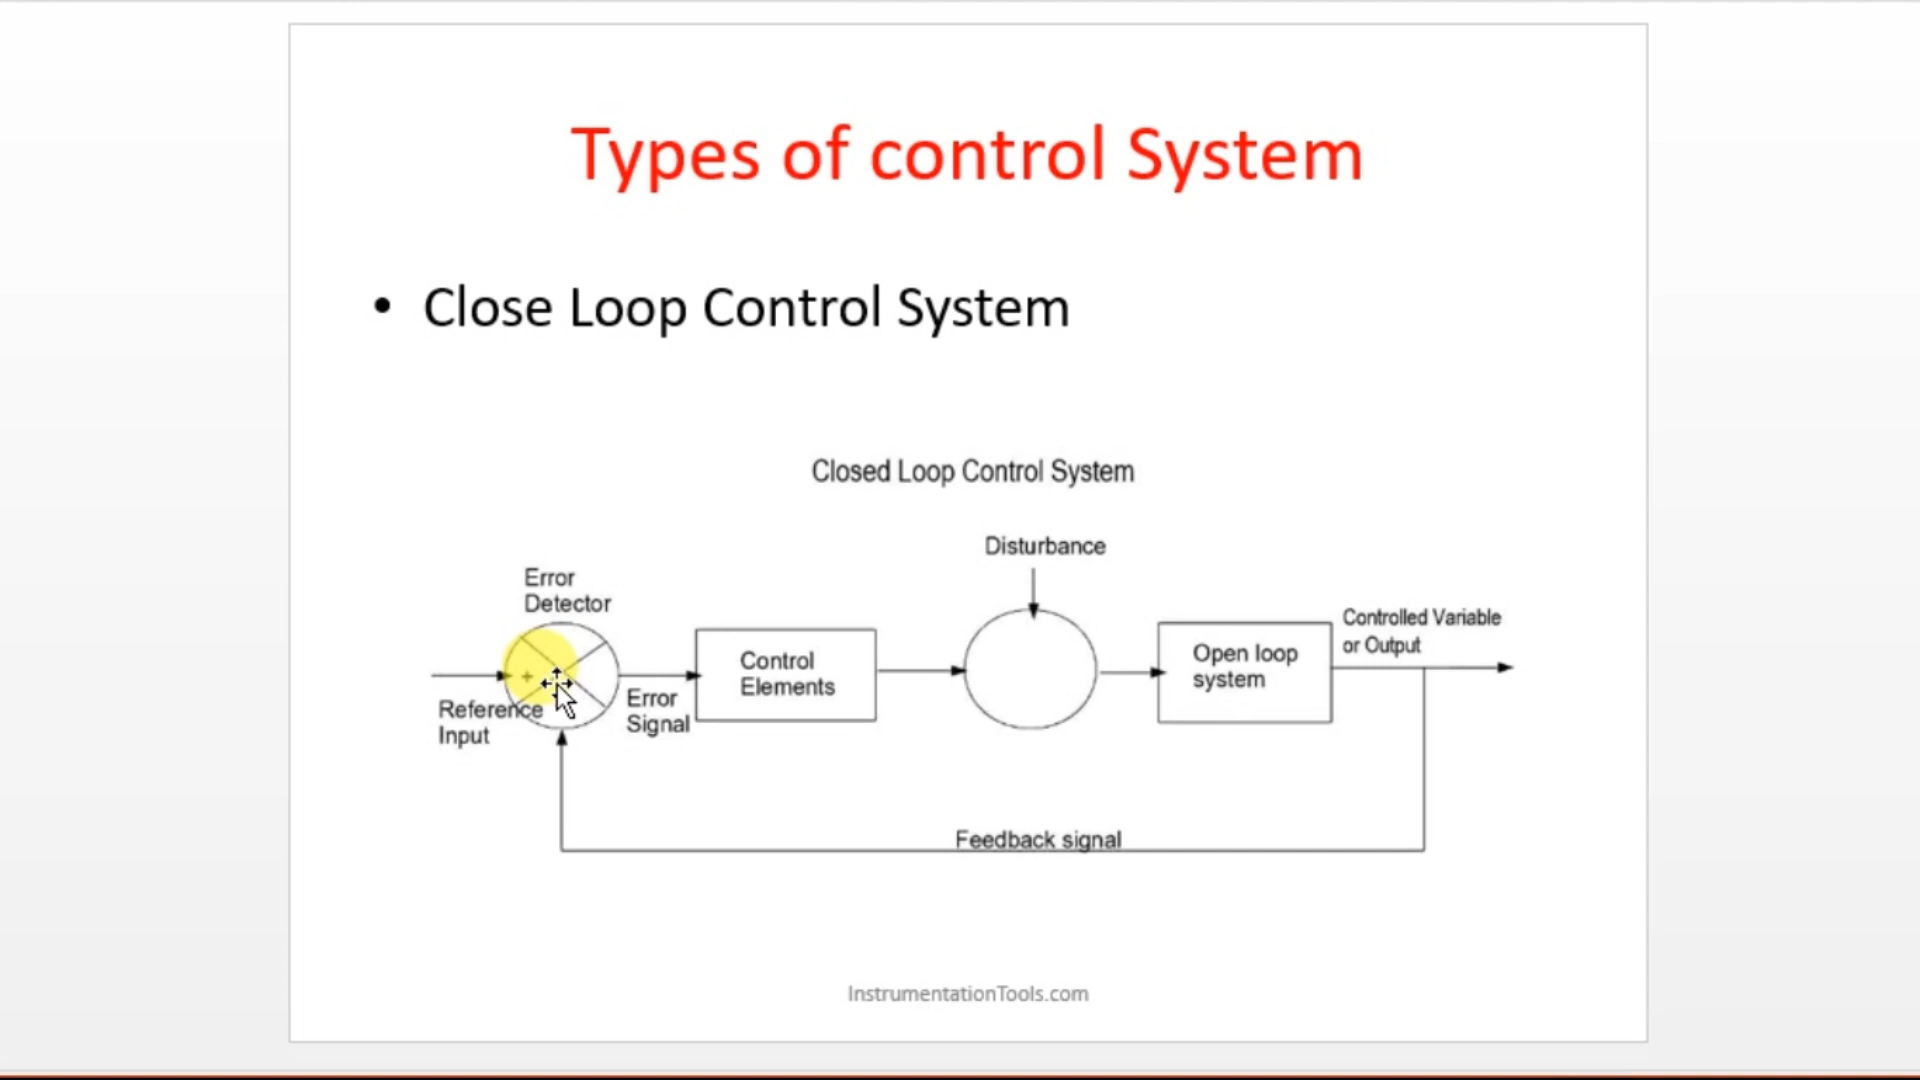 Types of control System
• Close Loop Control System
Closed Loop Control System
Disturbance
Error
Detector
Controlled Variable
or Output
+
Control
Elements
Open loop
system
Reference
Input
Error
Signal
Feedback signal
InstrumentationTools.com